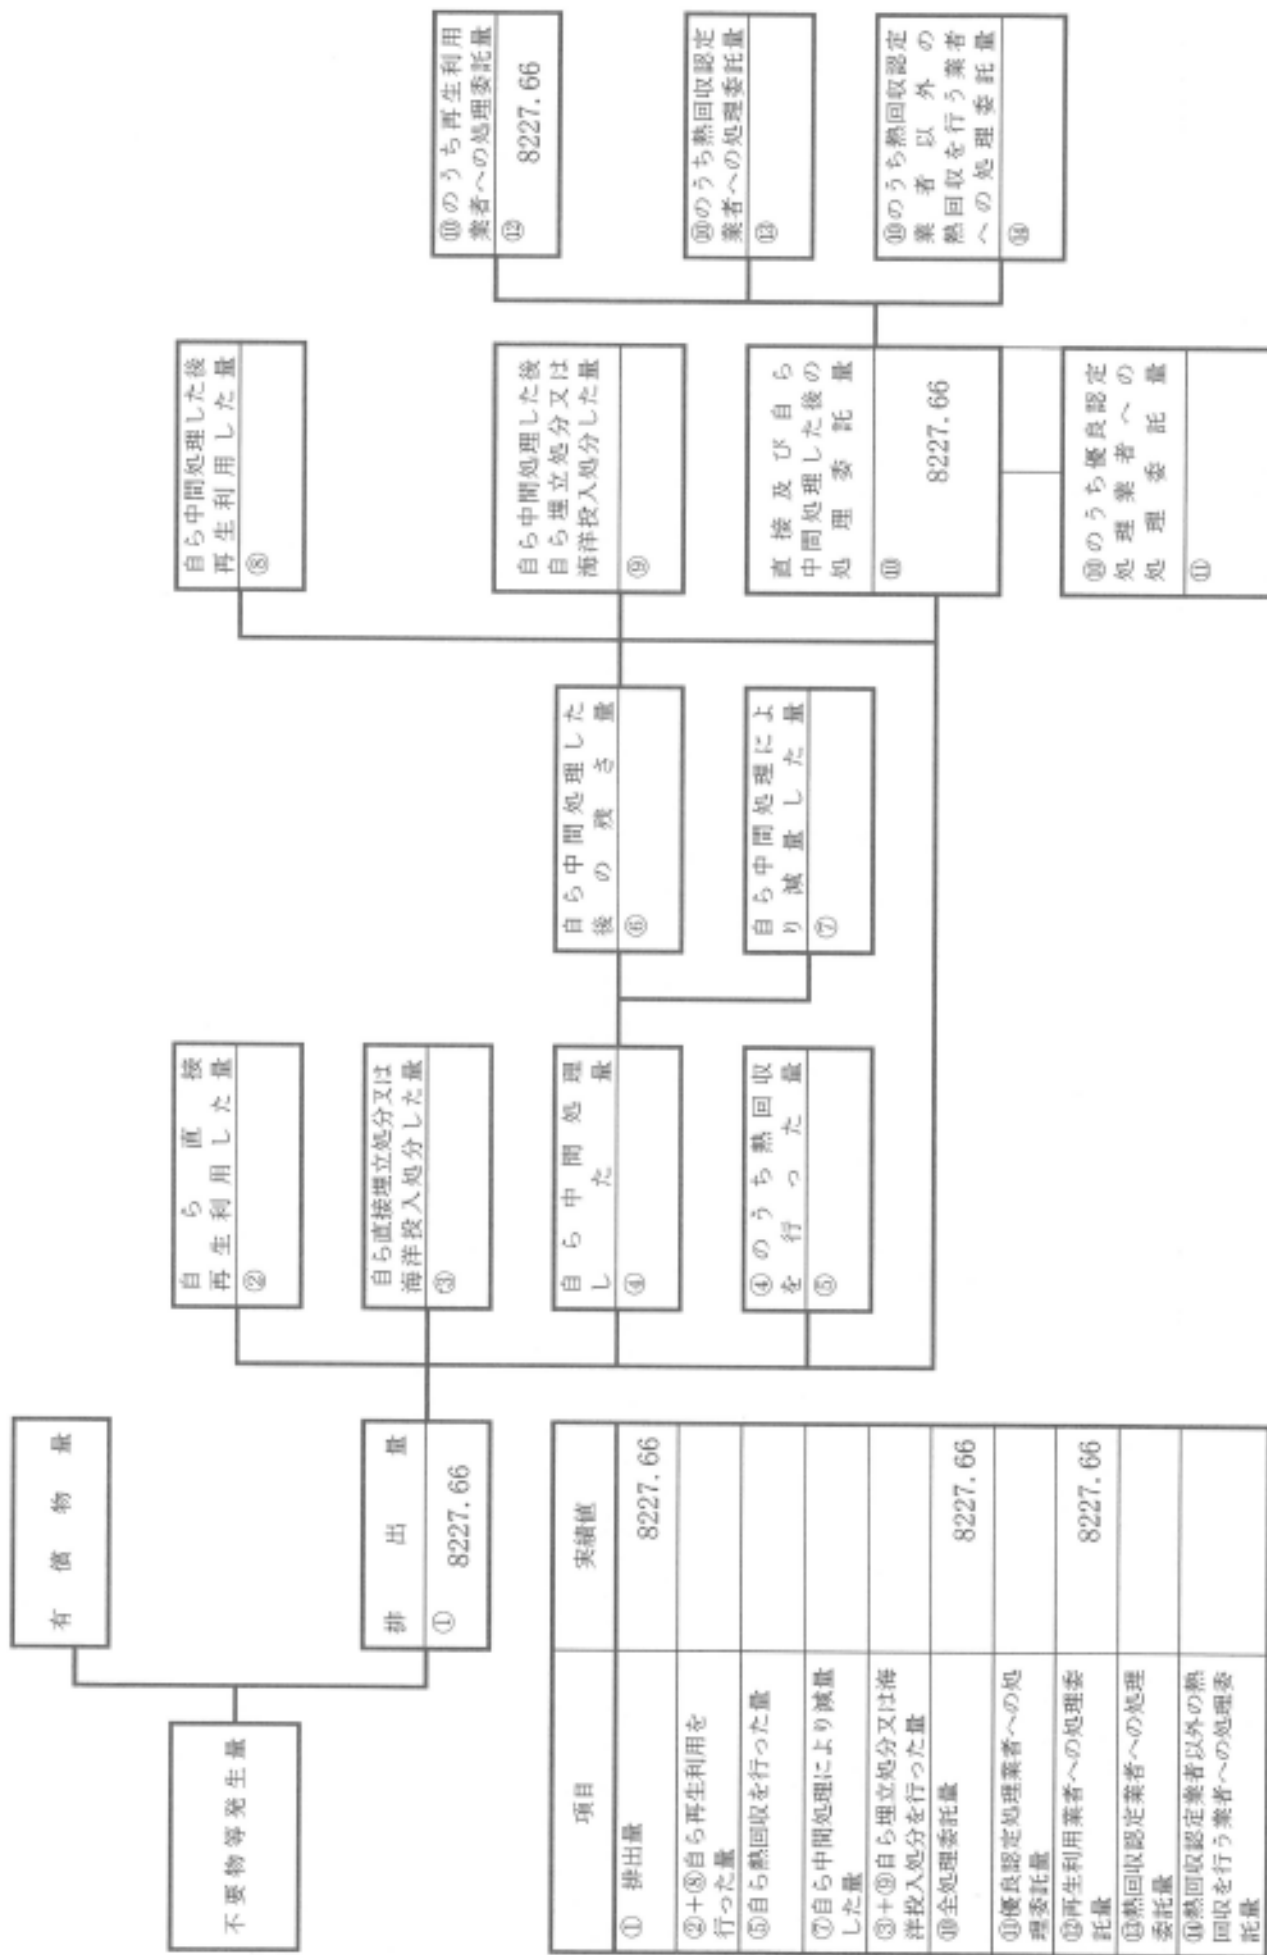 不要物等発生量
有償物量
排出量
① 8227.66
自ら直接
再生利用した量
②
自ら直接埋立処分又は
海洋投入処分した量
③
自ら中間処理
した量
④
④のうち熱回収
を行った量
⑤
自ら中間処理した
後の残さ量
⑥
自ら中間処理によ
り減量した量
⑦
自ら中間処理した後
再生利用した量
⑧
自ら中間処理した後
自ら埋立処分又は
海洋投入処分した量
⑨
直接及び自ら
中間処理した後の
処理委託量
⑩ 8227.66
⑩のうち優良認定
処理業者への
処理委託量
⑪
⑩のうち再生利用
業者への処理委託量
⑫ 8227.66
⑩のうち熱回収認定
業者への処理委託量
⑬
⑩のうち熱回収認定
業者以外の
熱回収を行う業者
への処理委託量
⑭
項目 実績値
① 排出量 8227.66
②+⑧自ら再生利用を
行った量
⑤自ら熱回収を行った量
⑦自ら中間処理により減量
した量
③+⑨自ら埋立処分又は海
洋投入処分を行った量
⑩全処理委託量 8227.66
⑪優良認定処理業者への処
理委託量
⑫再生利用業者への処理委
託量 8227.66
⑬熱回収認定業者への処理
委託量
⑭熱回収認定業者以外の熱
回収を行う業者への処理委
託量